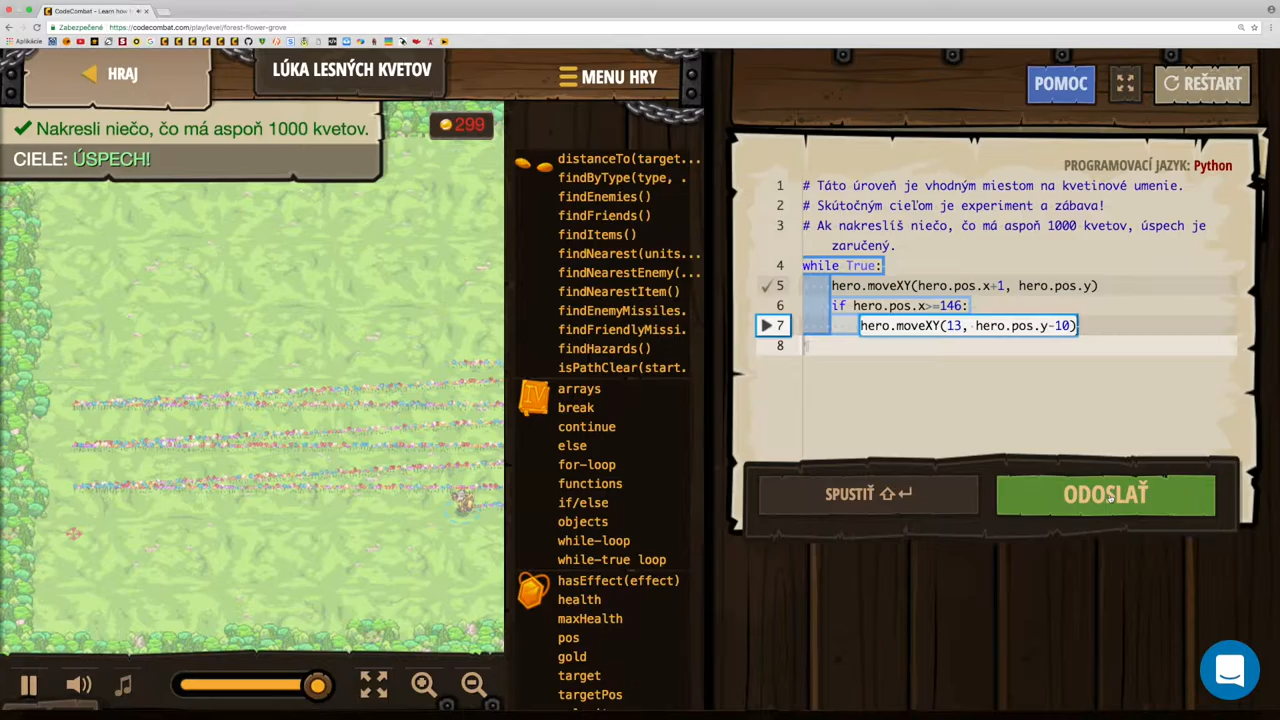 CodeCombat - Learn how
Zabezpečené https://codecombat.com/play/level/forest-flower-grove
Aplikácie
HRAJ
LÚKA LESNÝCH KVETOV
MENU HRY
POMOC
REŠTART
Nakresli niečo, čo má aspoň 1000 kvetov.
299
CIELE: ÚSPECH!
distanceTo(target...
findByType(type, .
findEnemies()
findFriends()
findItems()
findNearest(units...
findNearestEnemy(...
findNearestItem()
findEnemyMissiles.
findFriendlyMissi.
findHazards()
isPathClear(start.
arrays
break
continue
else
for-loop
functions
if/else
objects
while-loop
while-true loop
hasEffect(effect)
health
maxHealth
pos
gold
target
targetPos
PROGRAMOVACÍ JAZYK: Python
1 # Táto úroveň je vhodným miestom na kvetinové umenie.
2 # Skútočným cieľom je experiment a zábava!
3 # Ak nakreslíš niečo, čo má aspoň 1000 kvetov, úspech je
zaručený.
4 while True:
5 hero.moveXY(hero.pos.x+1, hero.pos.y)
6 if hero.pos.x>=146:
7 hero.moveXY(13, hero.pos.y-10)
8
SPUSTIŤ
ODOSLAŤ